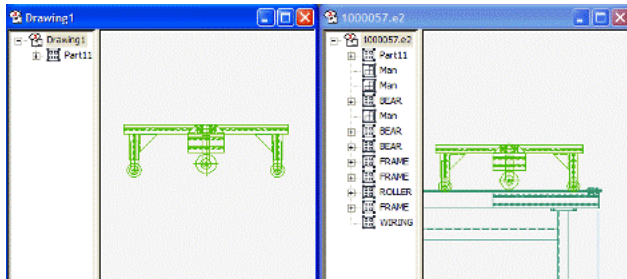 Drawing1
Drawing1
Part11
1000057.e2
1000057.e2
Part11
Man
Man
BEAR
Man
BEAR
BEAR
FRAME
FRAME
ROLLER
FRAME
WIRING